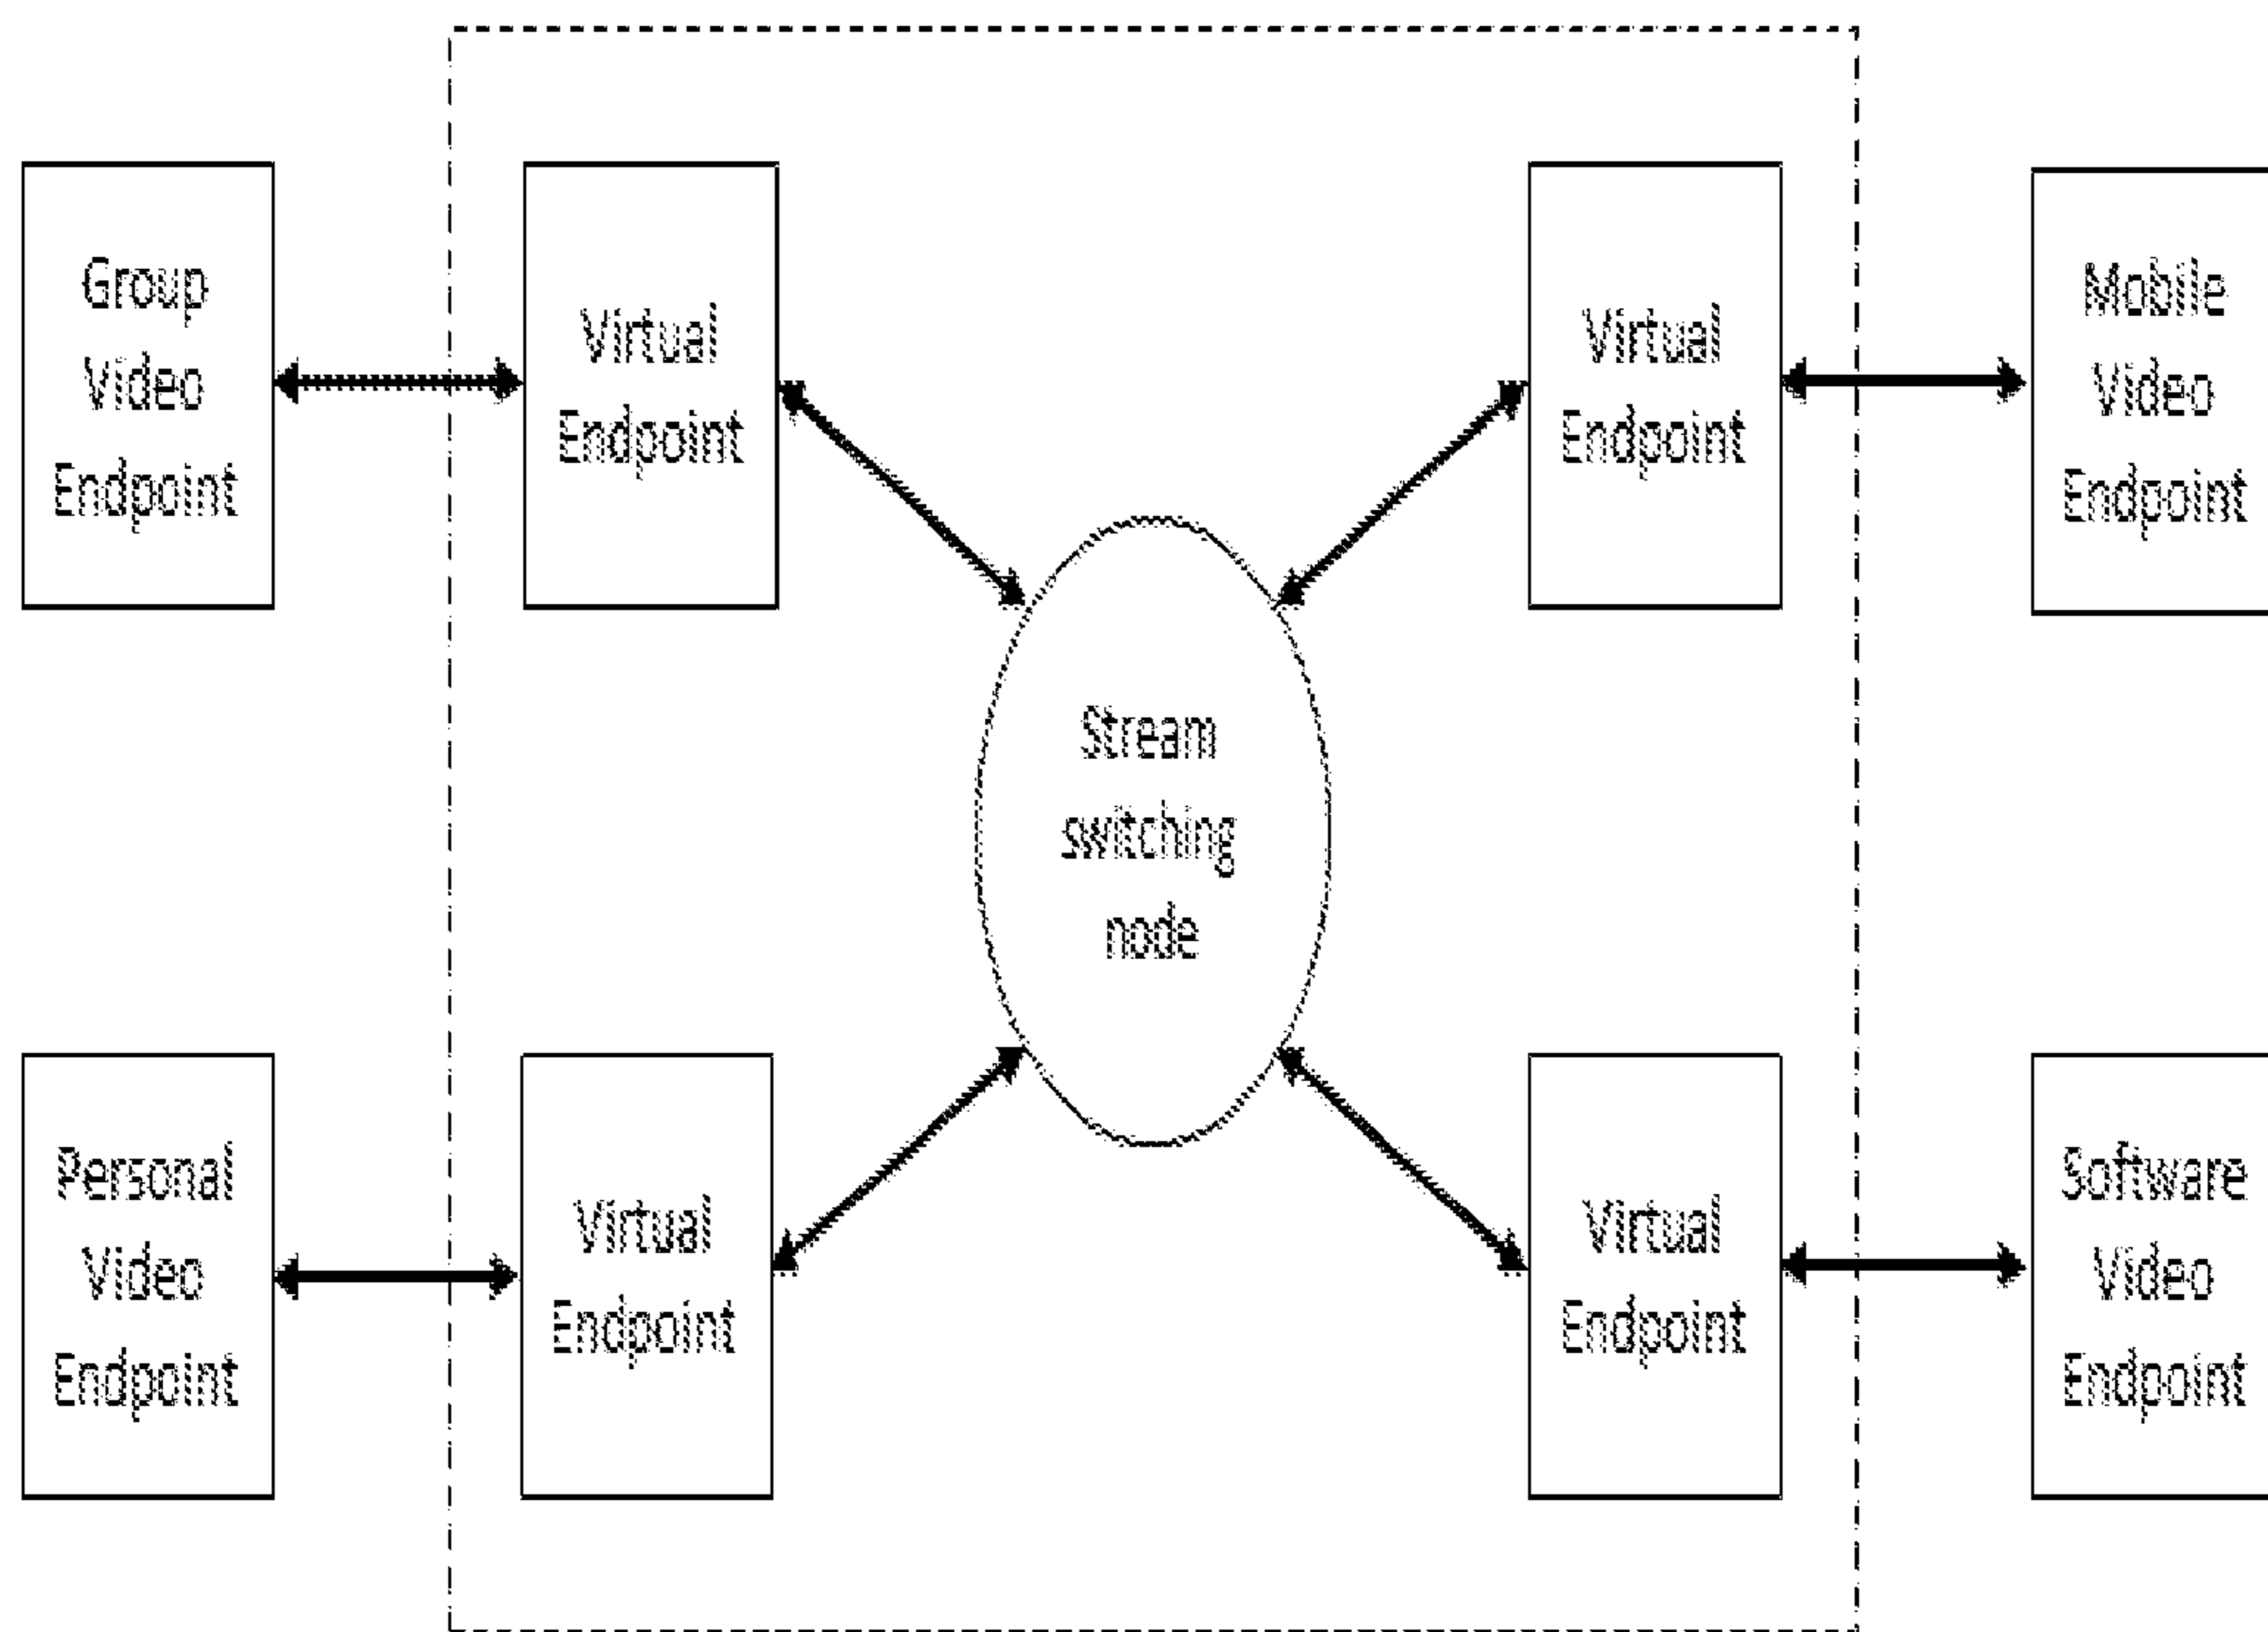 Group
Video
Endpoint
Virtual
Endpoint
Virtual
Endpoint
Mobile
Video
Endpoint
Stream
switching
node
Personal
Video
Endpoint
Virtual
Endpoint
Virtual
Endpoint
Software
Video
Endpoint